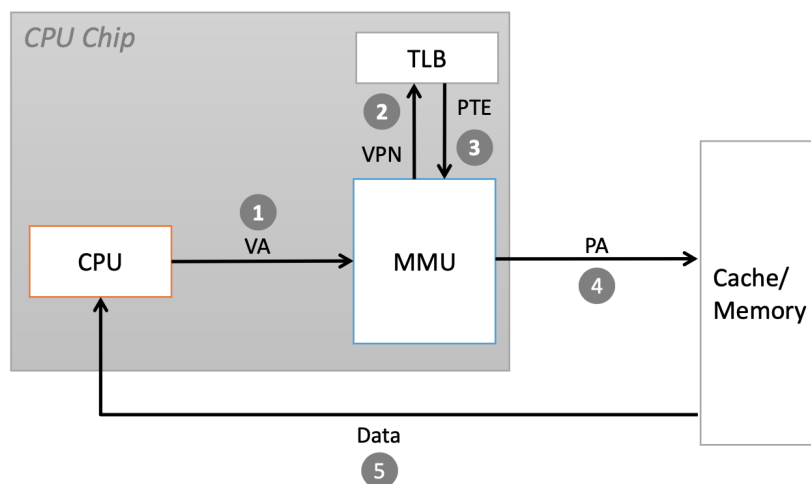 CPU Chip
TLB
2
PTE
VPN
3
1
VA
CPU
MMU
PA
4
Cache/
Memory
Data
5